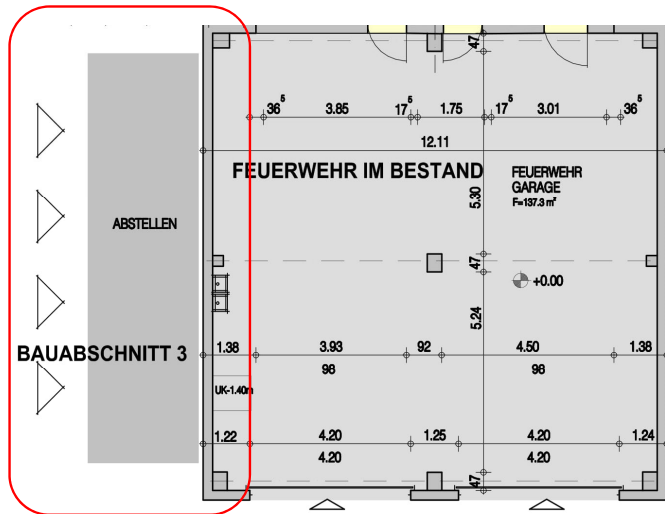 47
36⁵ 3.85 17⁵ 1.75 17⁵ 3.01 36⁵
12.11
FEUERWEHR IM BESTAND
FEUERWEHR
GARAGE
F=137.3 m²
5.30
ABSTELLEN
47
+0.00
5.24
BAUABSCHNITT 3
1.38 3.93 92 4.50 1.38
98 98
UK-1.40m
1.22 4.20 1.25 4.20 1.24
4.20 4.20
47